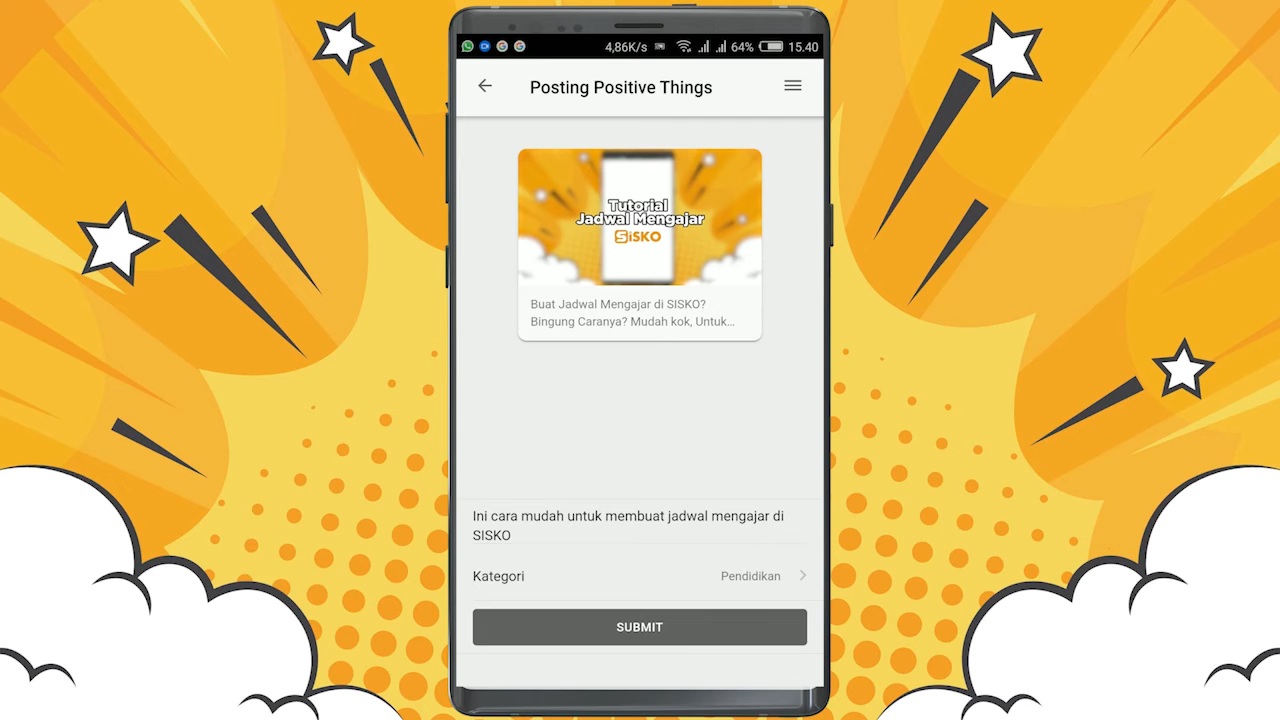 4,86K/s 64% 15.40
Posting Positive Things
Tutorial
Jadwal Mengajar
SiSKO
Buat Jadwal Mengajar di SISKO?
Bingung Caranya? Mudah kok, Untuk...
Ini cara mudah untuk membuat jadwal mengajar di
SISKO
Kategori Pendidikan
SUBMIT